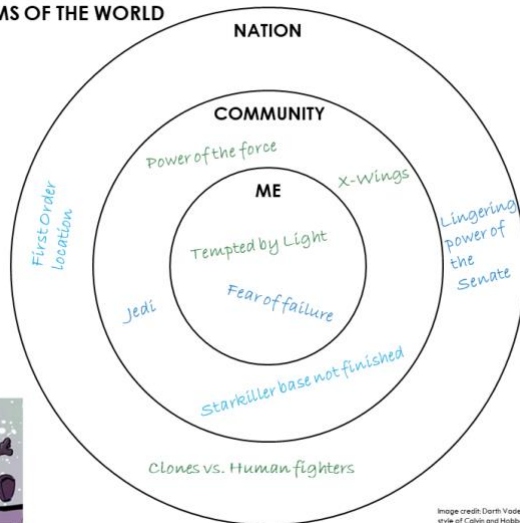 MS OF THE WORLD
NATION
COMMUNITY
Power of the force
X-Wings
ME
First Order
Location
Lingering
power of
the
Senate
Tempted by Light
Fear of failure
Jedi
Starkiller base not finished
Clones vs. Human fighters
Image credit: Darth Vade
style of Calvin and Hobb